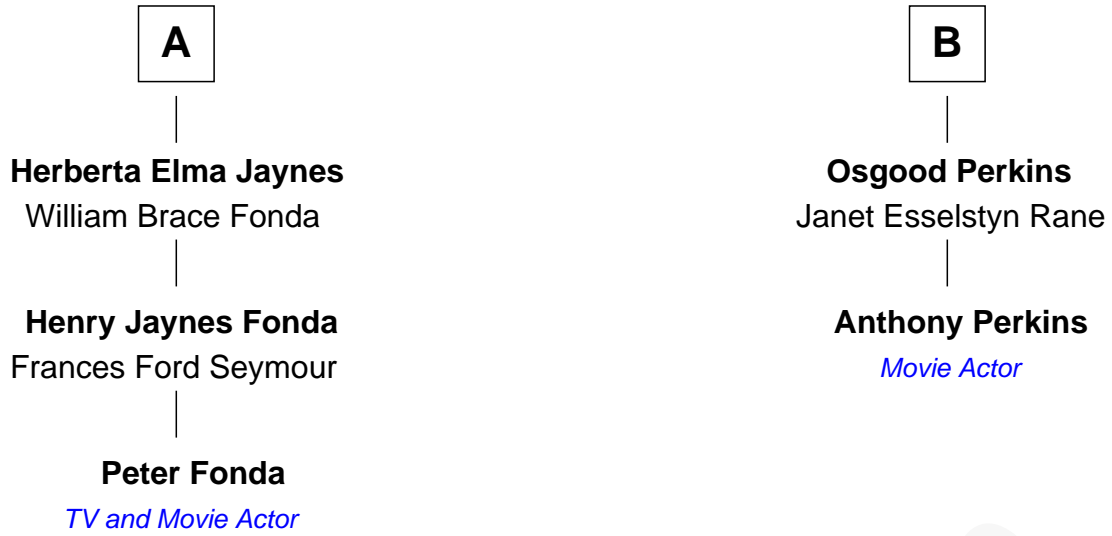 A
B
Herberta Elma Jaynes
William Brace Fonda
Osgood Perkins
Janet Esselstyn Rane
Henry Jaynes Fonda
Frances Ford Seymour
Anthony Perkins
Movie Actor
Peter Fonda
TV and Movie Actor